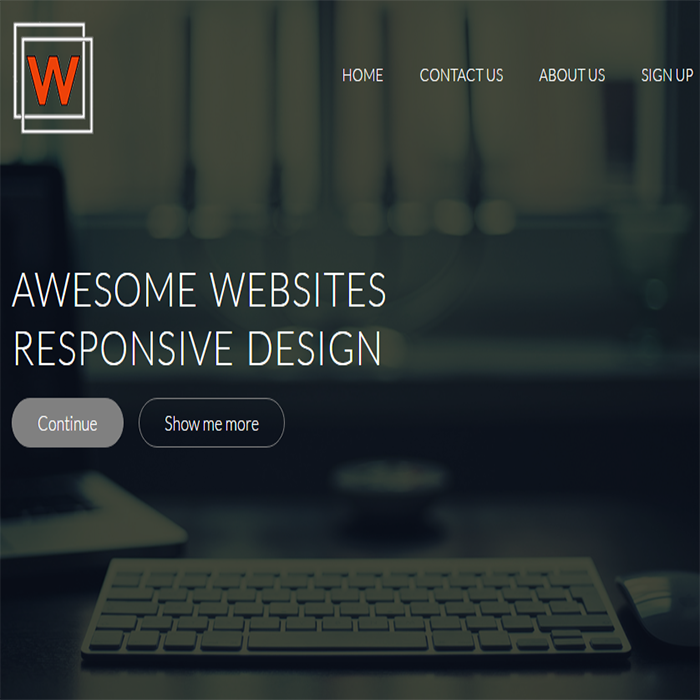 W
HOME CONTACT US ABOUT US SIGN UP
AWESOME WEBSITES
RESPONSIVE DESIGN
Continue Show me more